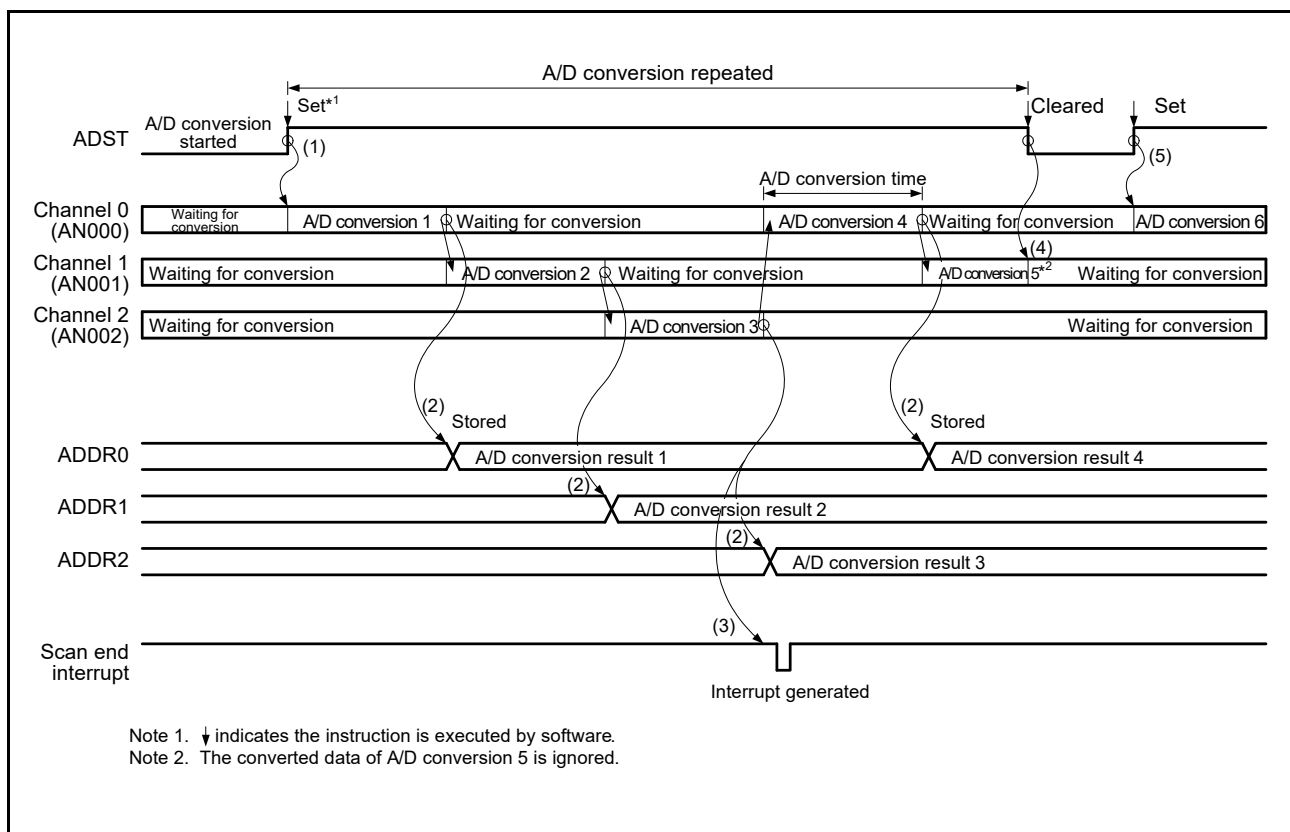 A/D conversion repeated
Set*1
Cleared
Set
ADST
A/D conversion
started
(1)
(5)
A/D conversion time
Channel 0
(AN000)
Waiting for
conversion
A/D conversion 1
Waiting for conversion
A/D conversion 4
Waiting for conversion
A/D conversion 6
(4)
Channel 1
(AN001)
Waiting for conversion
A/D conversion 2
Waiting for conversion
A/D conversion 5*2
Waiting for conversion
Channel 2
(AN002)
Waiting for conversion
A/D conversion 3
Waiting for conversion
(2)
Stored
(2)
Stored
ADDR0
A/D conversion result 1
A/D conversion result 4
(2)
ADDR1
A/D conversion result 2
(2)
ADDR2
A/D conversion result 3
(3)
Scan end
interrupt
Interrupt generated
Note 1. ↓ indicates the instruction is executed by software.
Note 2. The converted data of A/D conversion 5 is ignored.